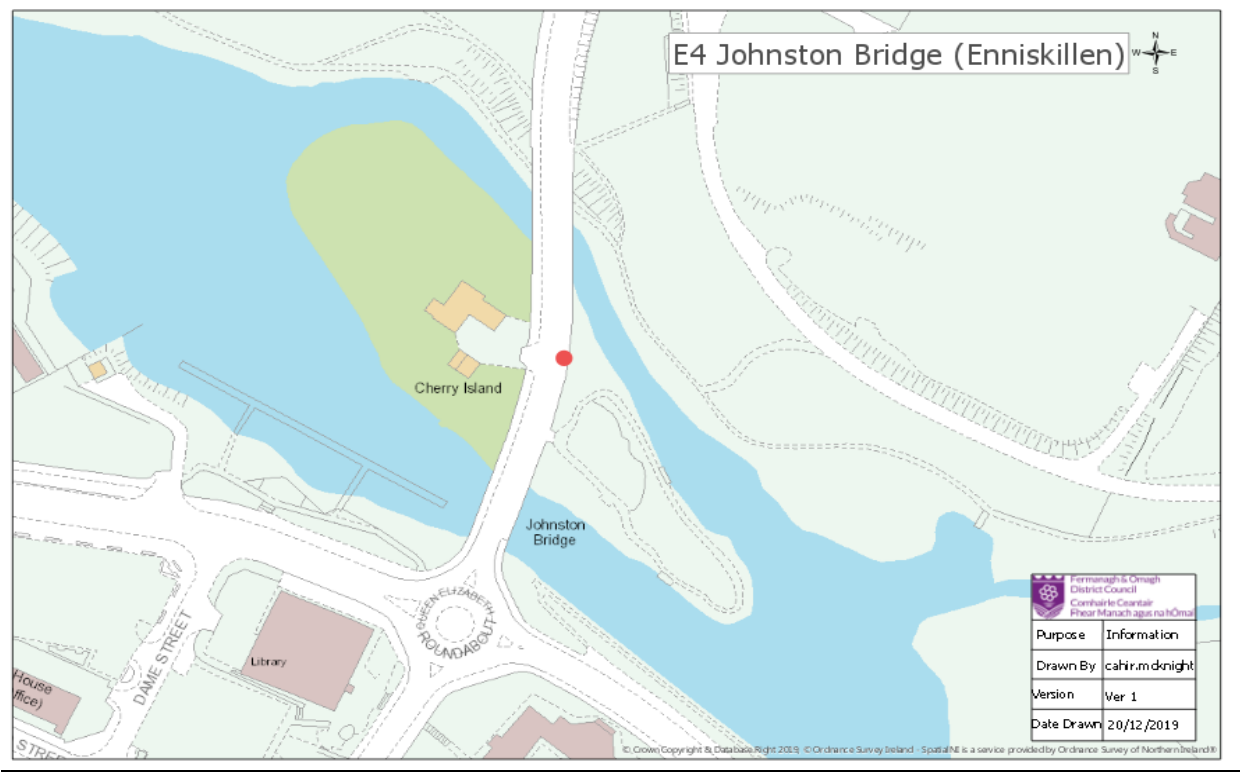 E4 Johnston Bridge (Enniskillen)
N
W E
S
Cherry Island
Johnston
Bridge
QUEEN ELIZABETH
ROUNDABOUT
DAME STREET
Library
House
ffice)
STREE
Fermanagh & Omagh
District Council
Comhairle Ceantair
Fhear Manach agus na hÓmaí
Purpose Information
Drawn By cahir.mcknight
Version Ver 1
Date Drawn 20/12/2019
© Crown Copyright & Database Right 2019, © Ordnance Survey Ireland - SpatialNI is a service provided by Ordnance Survey of Northern Ireland®